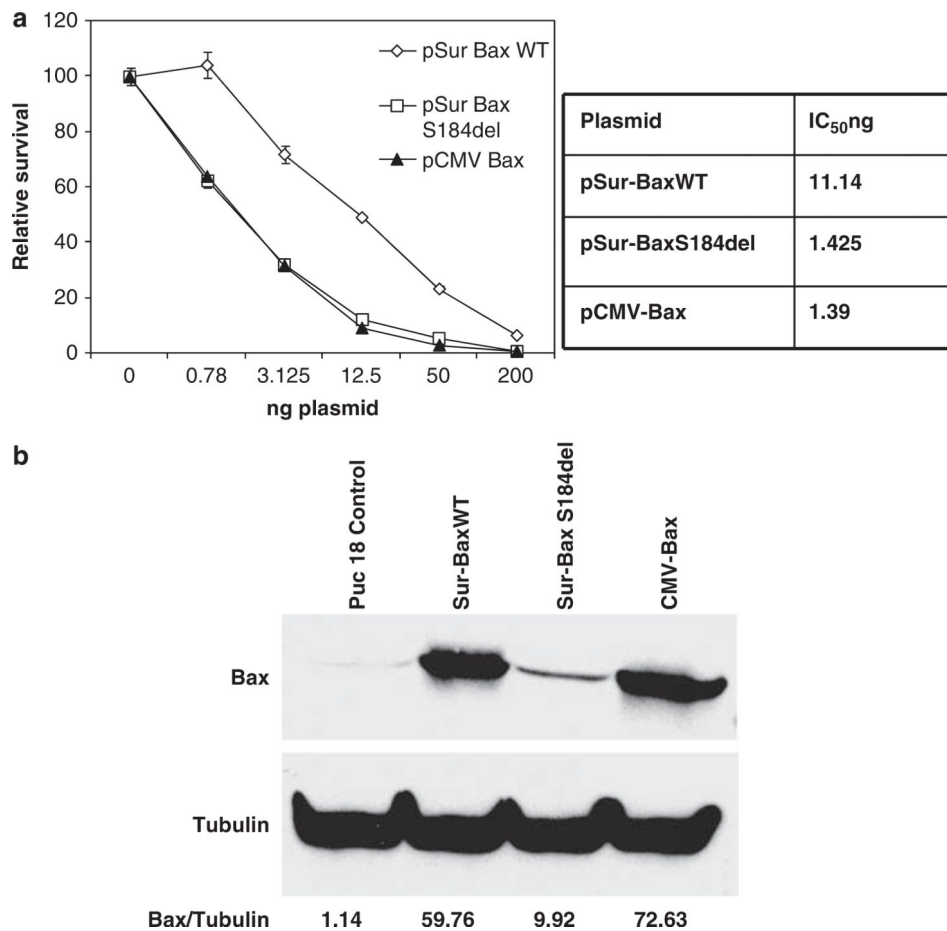 a
120
100
80
60
40
20
0
Relative survival
0 0.78 3.125 12.5 50 200
ng plasmid
pSur Bax WT
pSur Bax
S184del
pCMV Bax
Plasmid IC50ng
pSur-BaxWT 11.14
pSur-BaxS184del 1.425
pCMV-Bax 1.39
b
Puc 18 Control
Sur-BaxWT
Sur-Bax S184del
CMV-Bax
Bax
Tubulin
Bax/Tubulin 1.14 59.76 9.92 72.63